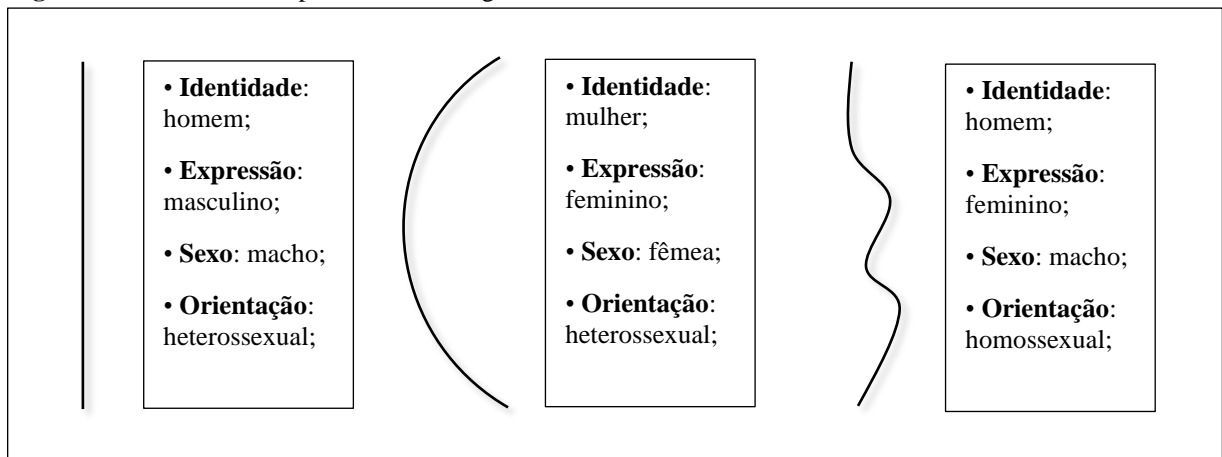 • Identidade:
homem;
• Expressão:
masculino;
• Sexo: macho;
• Orientação:
heterossexual;
• Identidade:
mulher;
• Expressão:
feminino;
• Sexo: fêmea;
• Orientação:
heterossexual;
• Identidade:
homem;
• Expressão:
feminino;
• Sexo: macho;
• Orientação:
homossexual;